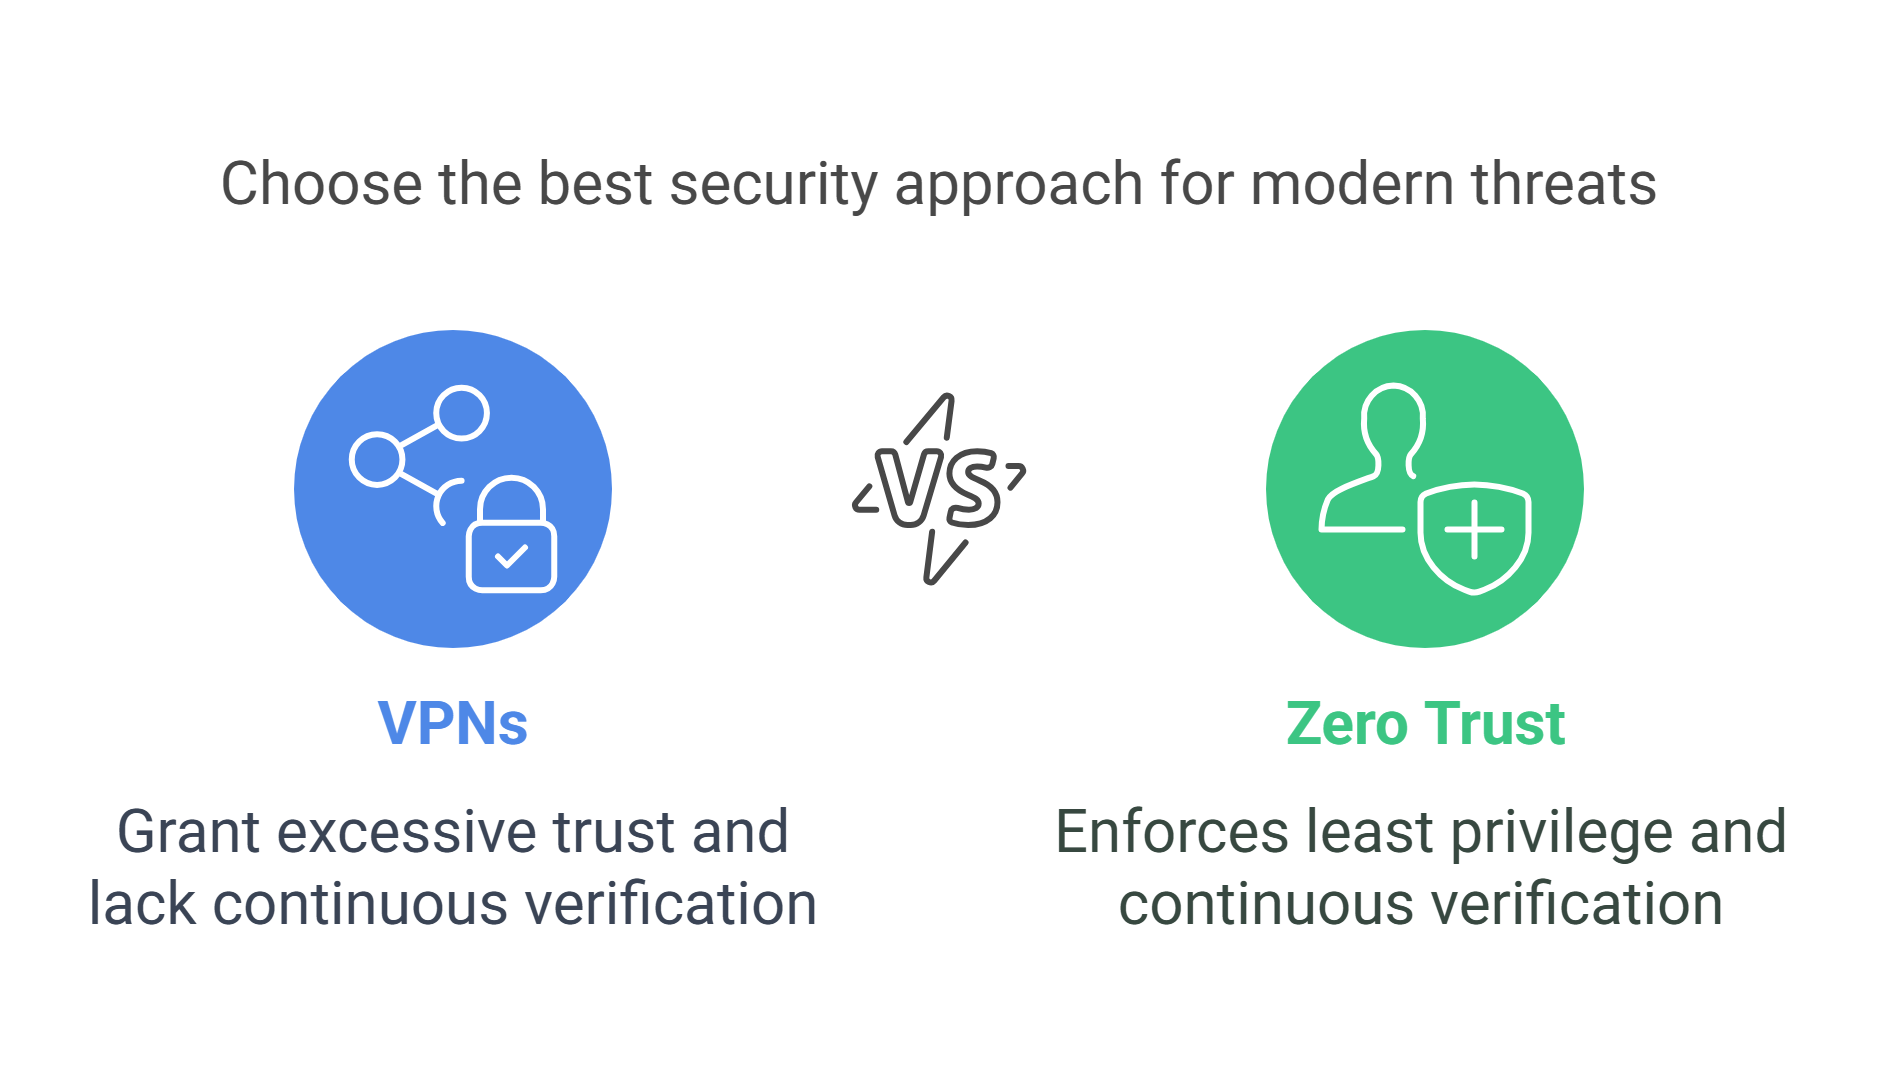 Choose the best security approach for modern threats
VS
VPNs
Zero Trust
Grant excessive trust and
lack continuous verification
Enforces least privilege and
continuous verification